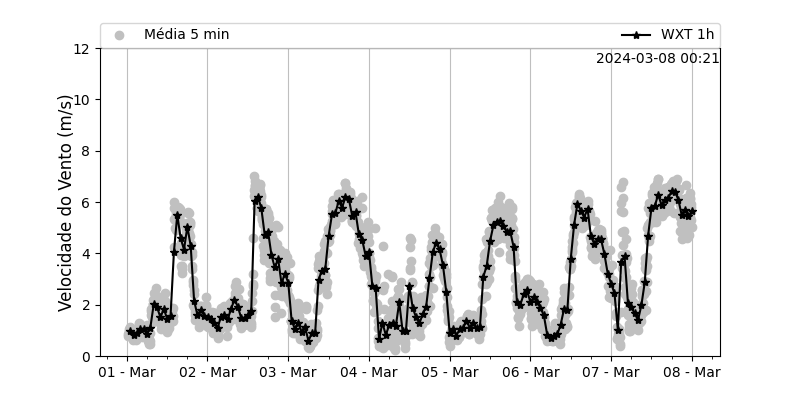 Média 5 min
WXT 1h
2024-03-08 00:21
Velocidade do Vento (m/s)
12
10
8
6
4
2
0
01 - Mar
02 - Mar
03 - Mar
04 - Mar
05 - Mar
06 - Mar
07 - Mar
08 - Mar